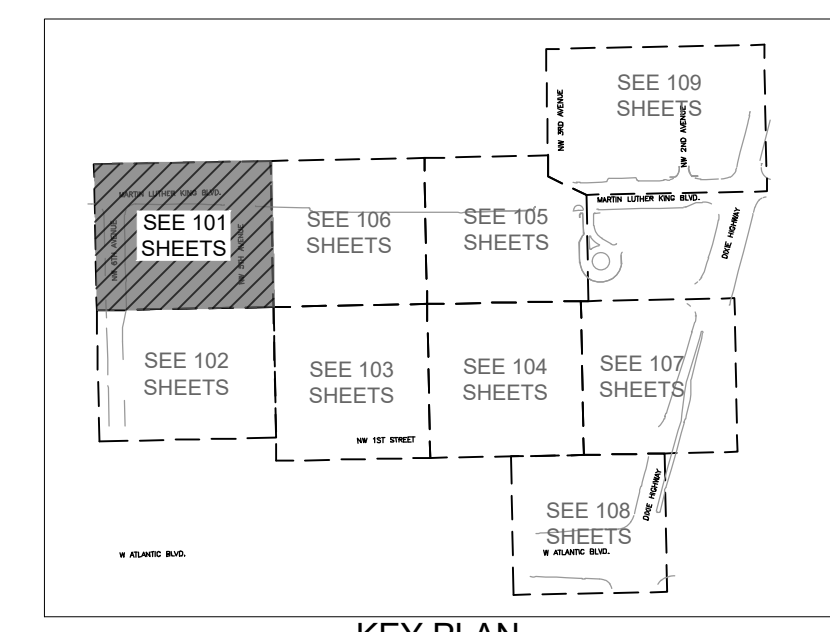 SEE 109
SHEETS
NW 3RD AVENUE
NW 2ND AVENUE
MARTIN LUTHER KING BLVD.
MARTIN LUTHER KING BLVD.
DIXIE HIGHWAY
NW 6TH AVENUE
SEE 101
SHEETS
NW 5TH AVENUE
SEE 106
SHEETS
SEE 105
SHEETS
SEE 102
SHEETS
SEE 103
SHEETS
SEE 104
SHEETS
SEE 107
SHEETS
NW 1ST STREET
SEE 108
SHEETS
DIXIE HIGHWAY
W ATLANTIC BLVD.
W ATLANTIC BLVD.
KEY PLAN